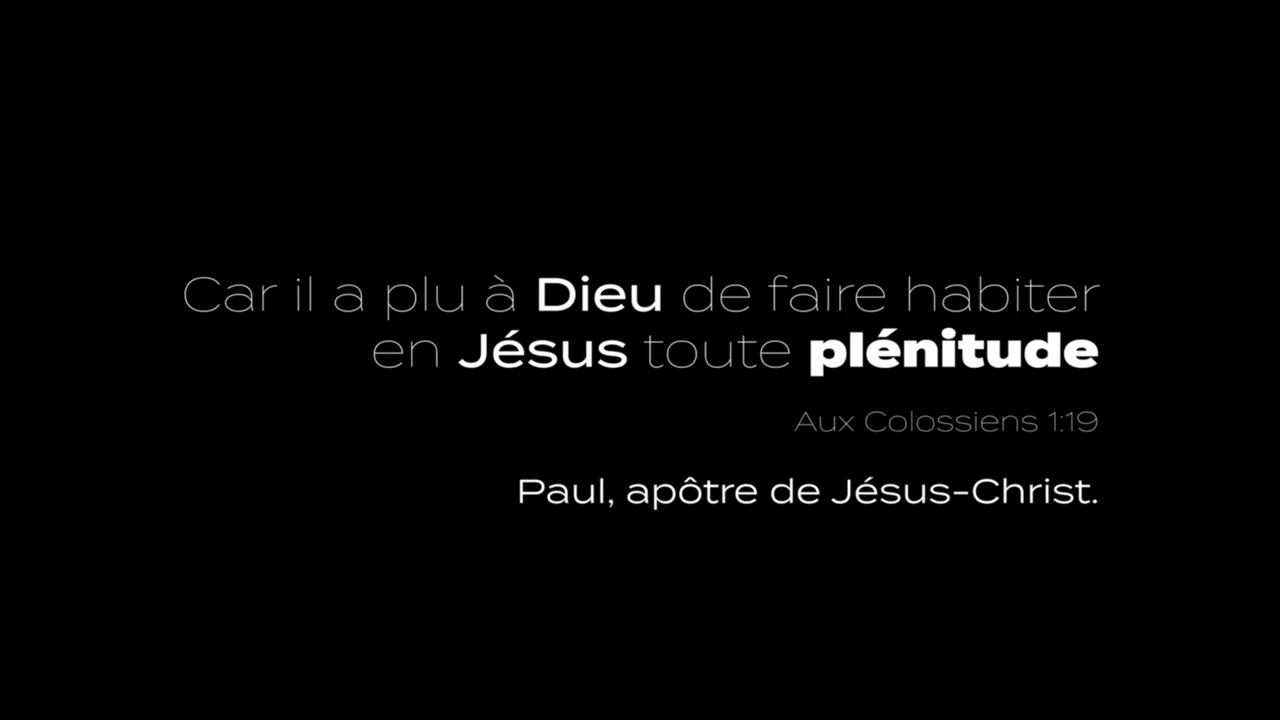 Car il a plu à Dieu de faire habiter
en Jésus toute plénitude
Aux Colossiens 1:19
Paul, apôtre de Jésus-Christ.